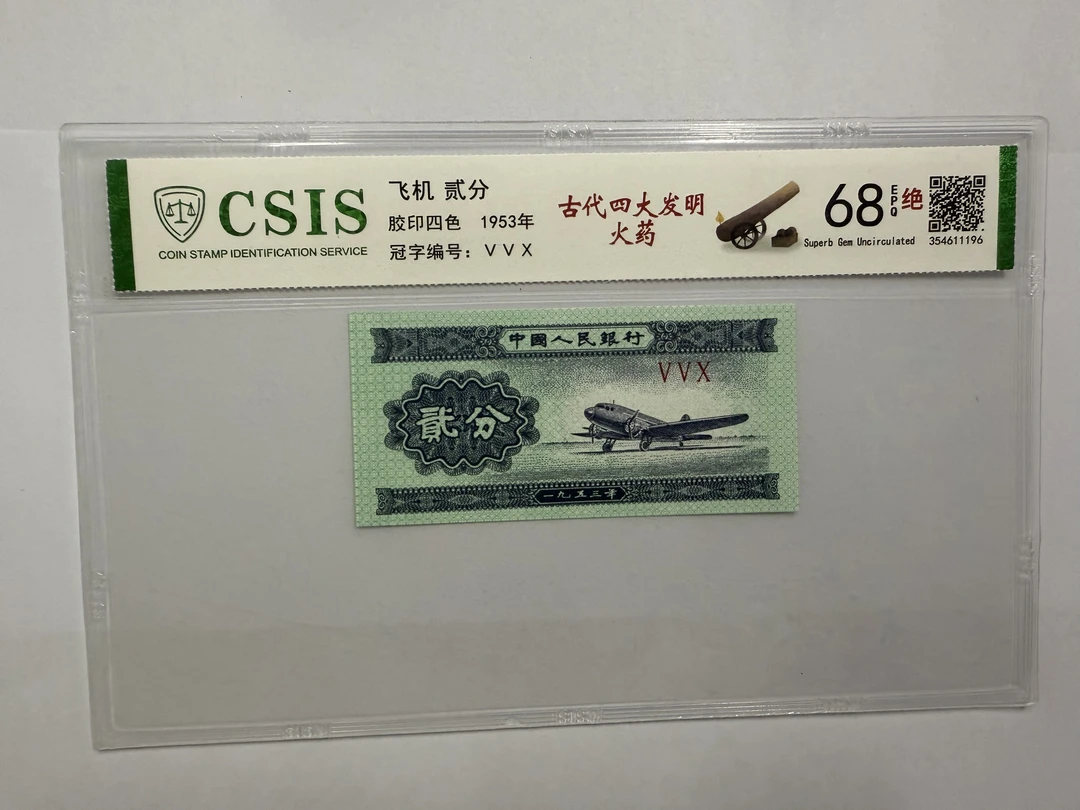 CSIS
COIN STAMP IDENTIFICATION SERVICE
飞机 贰分
胶印四色 1953年
冠字编号：V V X
古代四大发明
火药
68 EPQ 绝
Superb Gem Uncirculated
354611196
中國人民銀行
VVX
貳分
一九五三年